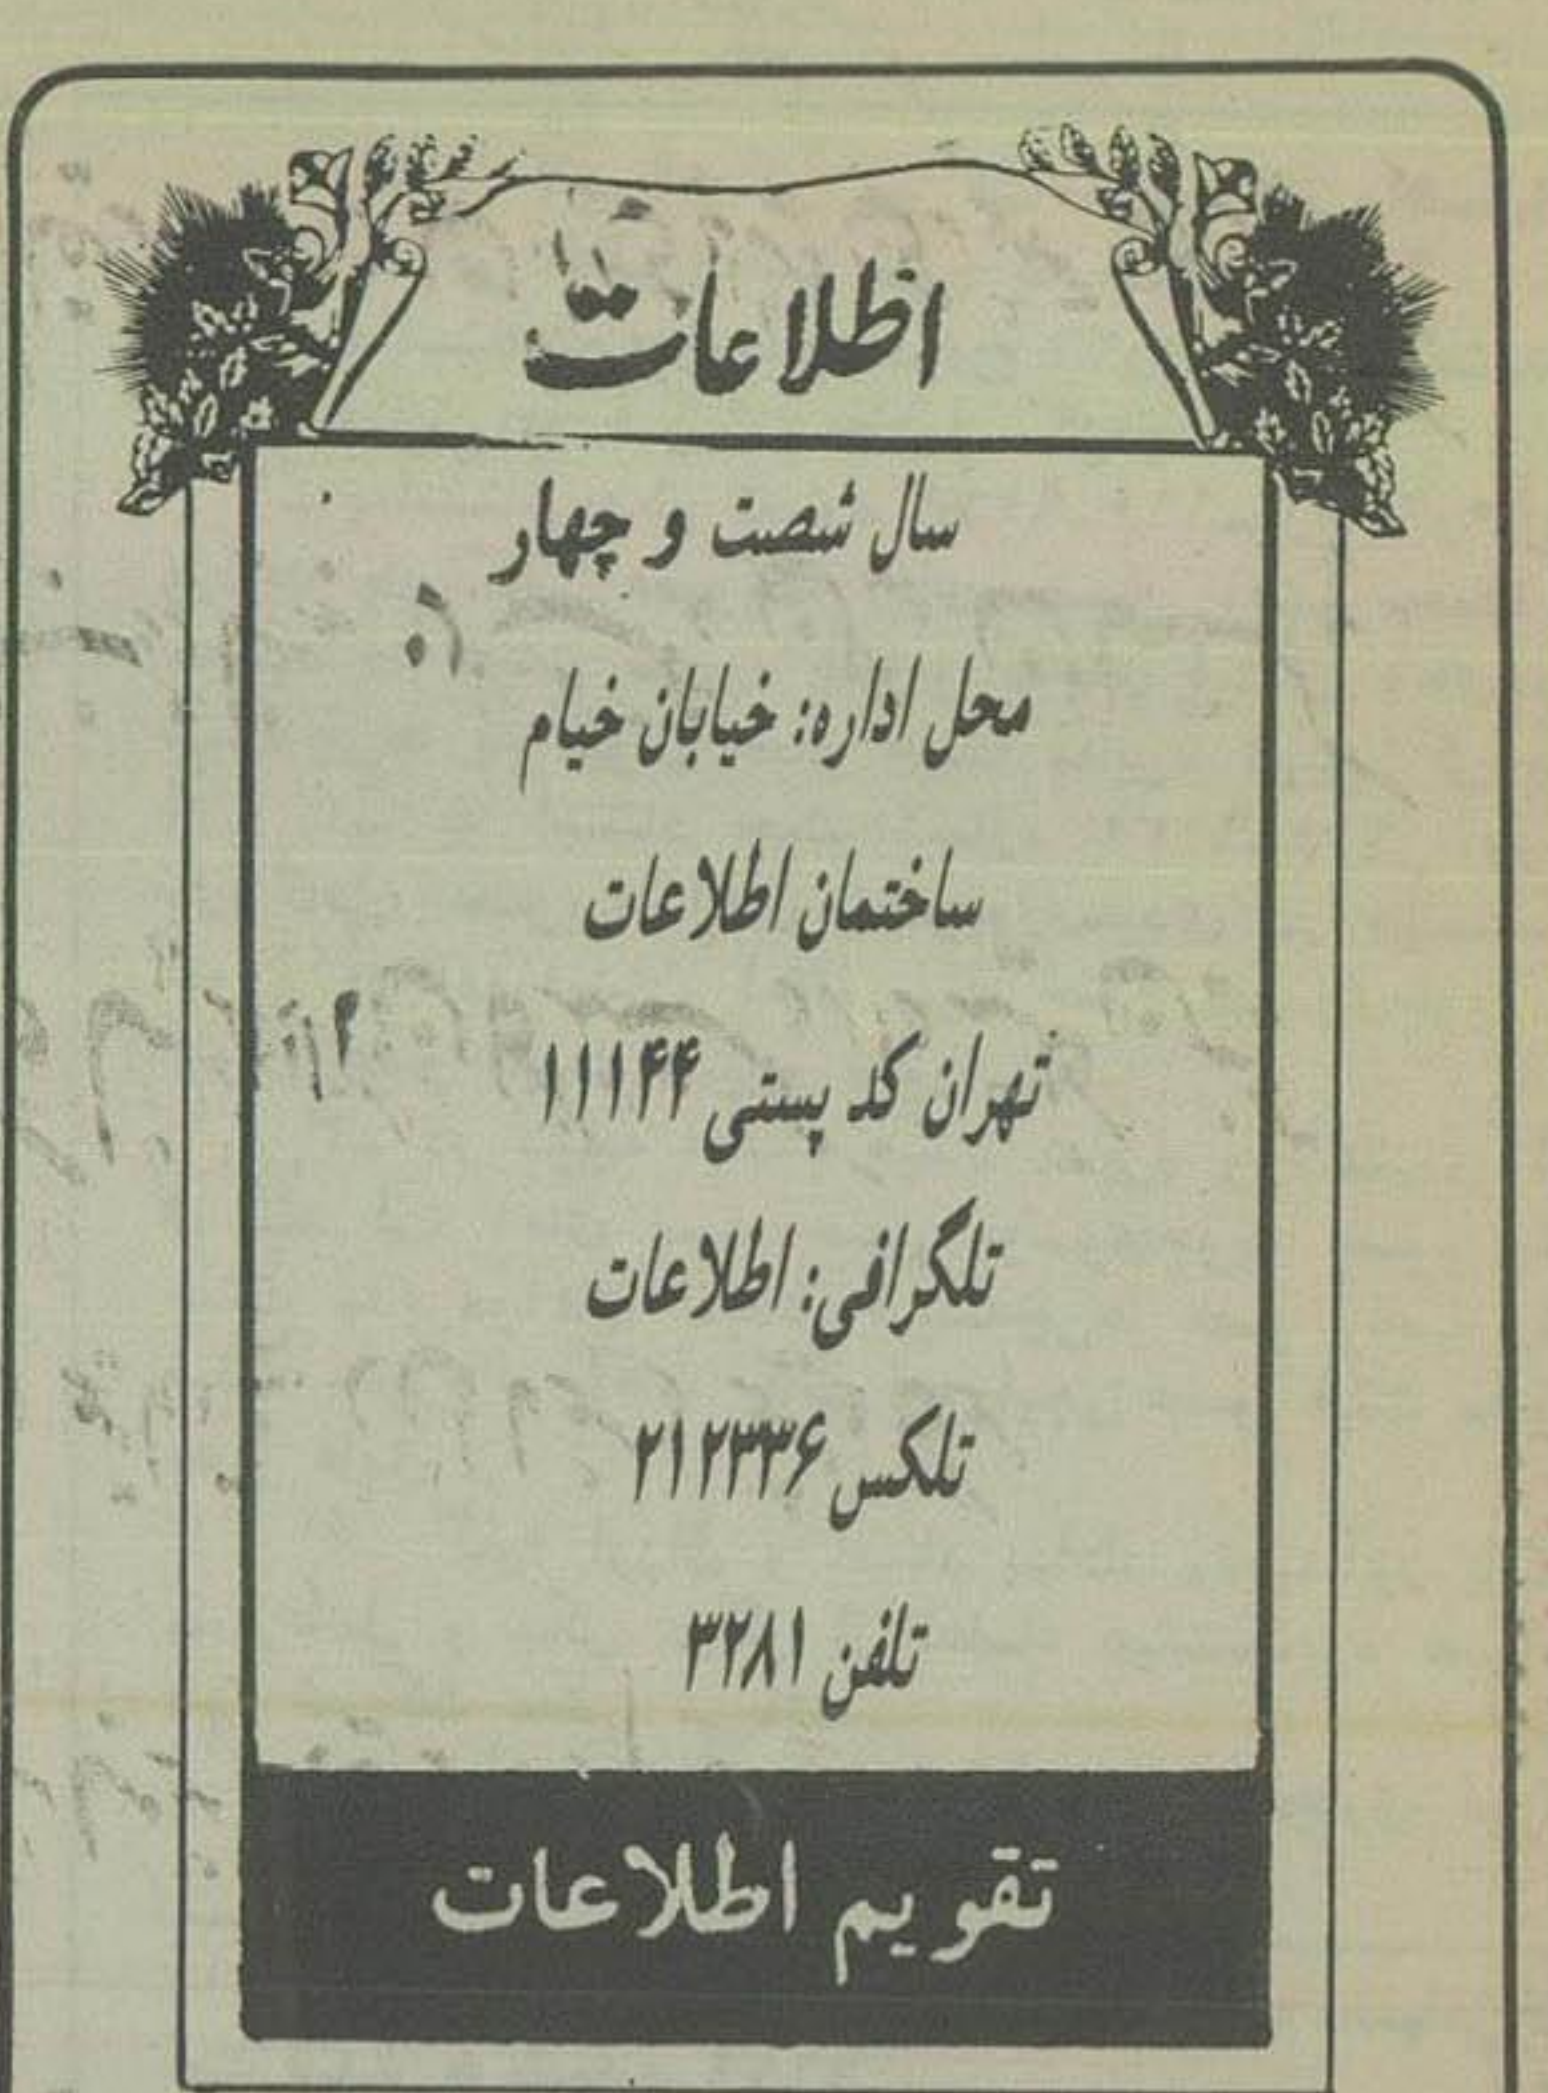 اطلاعات
سال شصت و چهار
محل اداره: خیابان خیام
ساختمان اطلاعات
تهران کد پستی ۱۱۱۴۴
تلگرافی: اطلاعات
تلکس ۲۱۲۳۳۶
تلفن ۳۲۸۱
تقویم اطلاعات